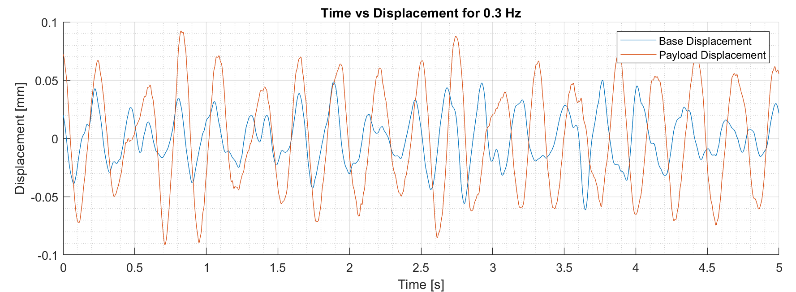 Time vs Displacement for 0.3 Hz
Base Displacement
Payload Displacement
Displacement [mm]
0.1
0.05
0
-0.05
-0.1
0 0.5 1 1.5 2 2.5 3 3.5 4 4.5 5
Time [s]